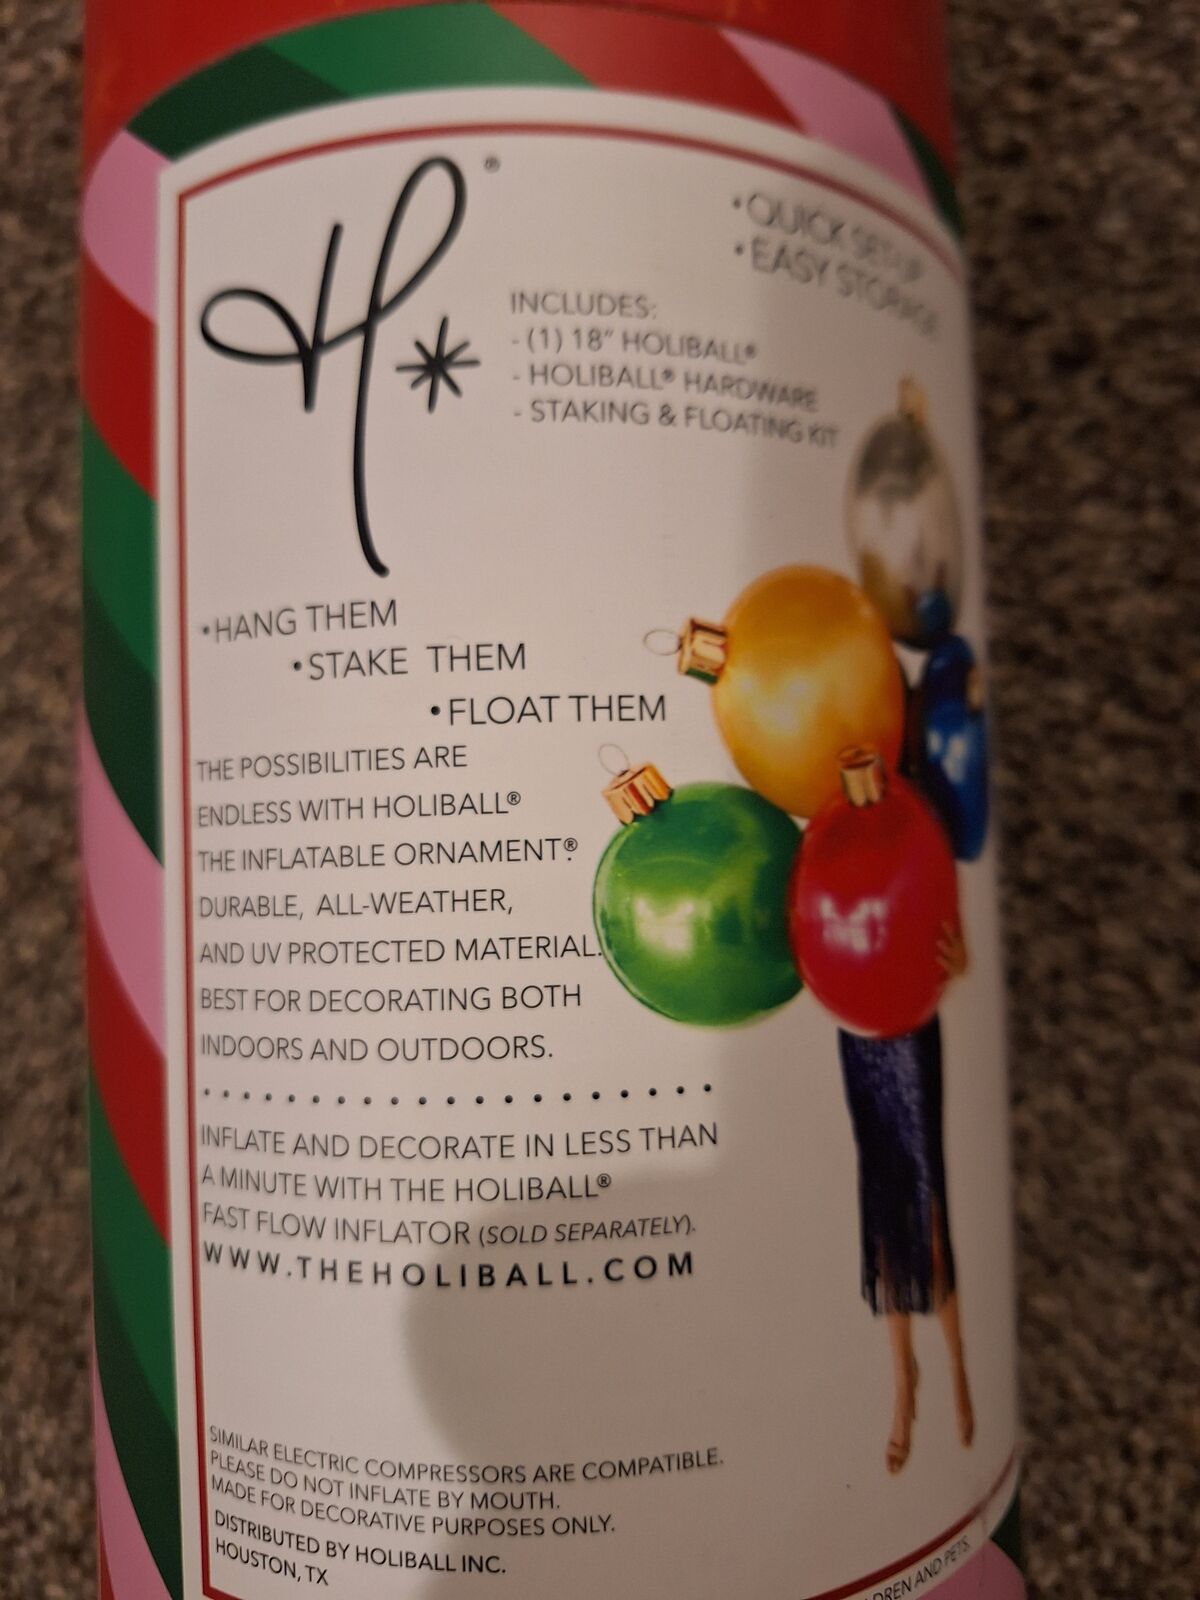 H*®
•QUICK SET-UP
•EASY STORAGE
INCLUDES:
- (1) 18" HOLIBALL®
- HOLIBALL® HARDWARE
- STAKING & FLOATING KIT
•HANG THEM
•STAKE THEM
•FLOAT THEM
THE POSSIBILITIES ARE
ENDLESS WITH HOLIBALL®
THE INFLATABLE ORNAMENT®.
DURABLE, ALL-WEATHER,
AND UV PROTECTED MATERIAL.
BEST FOR DECORATING BOTH
INDOORS AND OUTDOORS.
INFLATE AND DECORATE IN LESS THAN
A MINUTE WITH THE HOLIBALL®
FAST FLOW INFLATOR (SOLD SEPARATELY).
WWW.THEHOLIBALL.COM
SIMILAR ELECTRIC COMPRESSORS ARE COMPATIBLE.
PLEASE DO NOT INFLATE BY MOUTH.
MADE FOR DECORATIVE PURPOSES ONLY.
DISTRIBUTED BY HOLIBALL INC.
HOUSTON, TX
AND PETS.